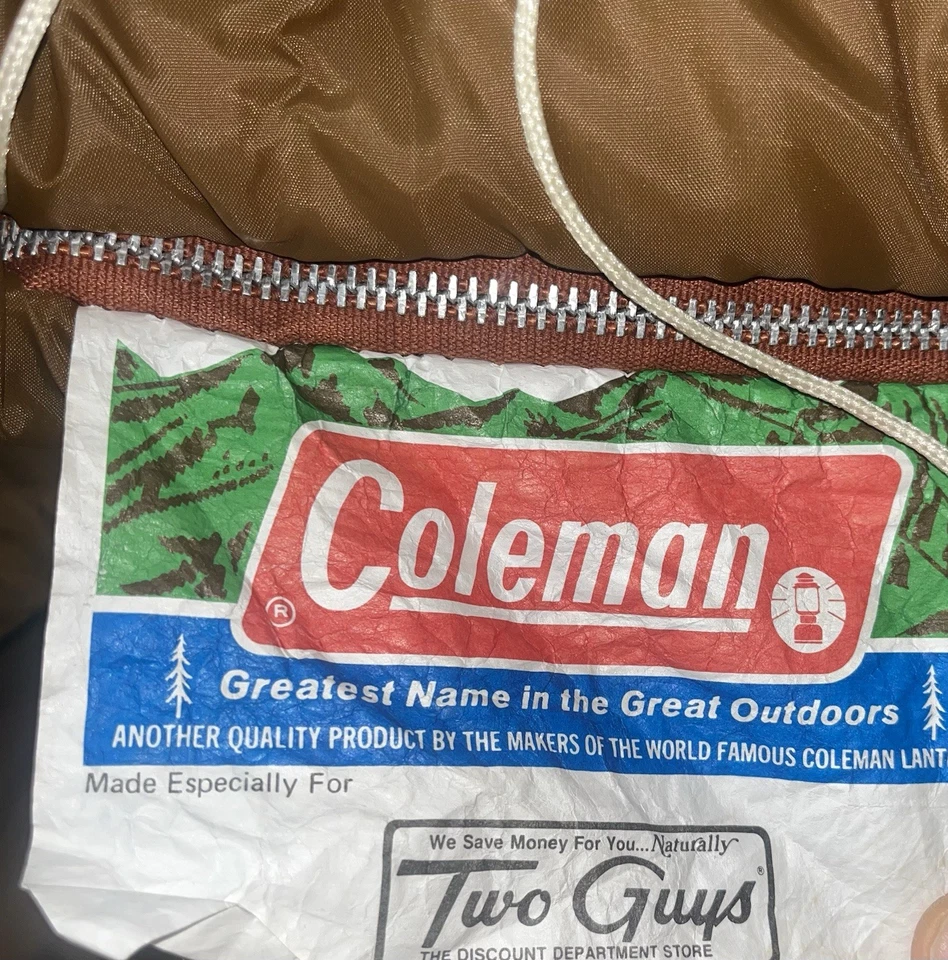 Coleman
®
Greatest Name in the Great Outdoors
ANOTHER QUALITY PRODUCT BY THE MAKERS OF THE WORLD FAMOUS COLEMAN LANT
Made Especially For
We Save Money For You...Naturally
Two Guys®
THE DISCOUNT DEPARTMENT STORE